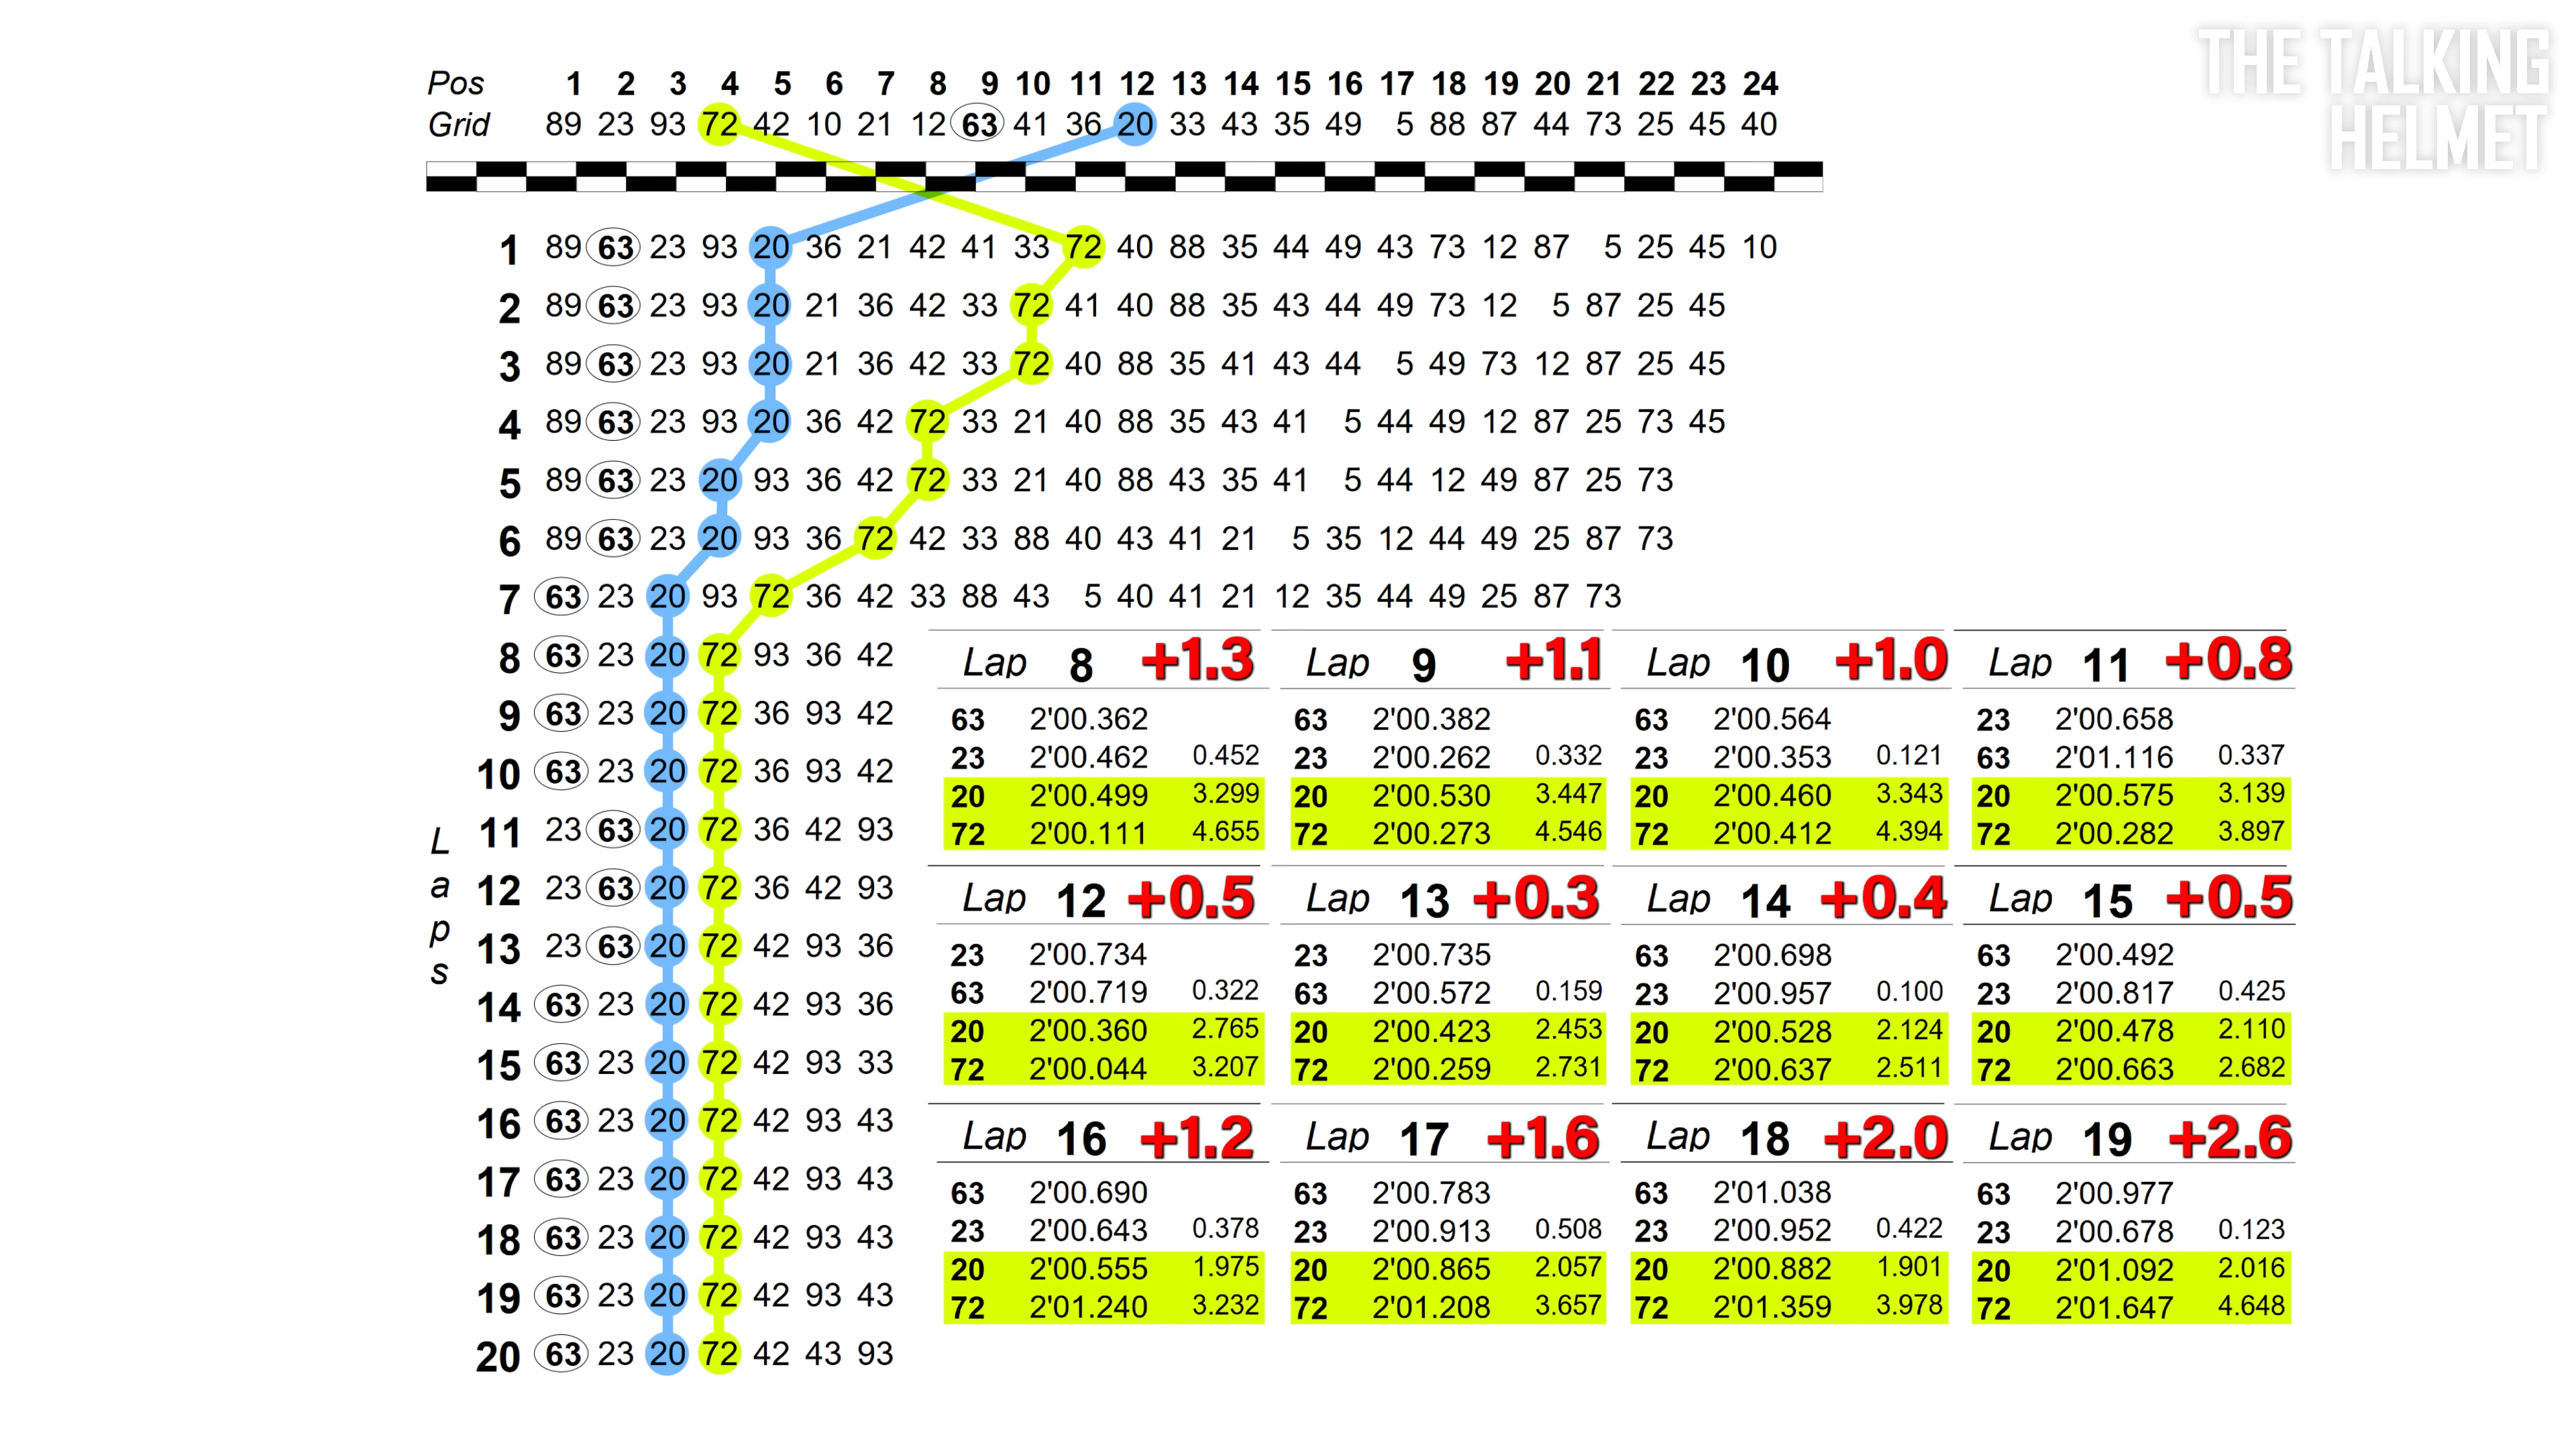 THE TALKING
HELMET
Pos 1 2 3 4 5 6 7 8 9 10 11 12 13 14 15 16 17 18 19 20 21 22 23 24
Grid 89 23 93 72 42 10 21 12 63 41 36 20 33 43 35 49 5 88 87 44 73 25 45 40
Laps
1 89 63 23 93 20 36 21 42 41 33 72 40 88 35 44 49 43 73 12 87 5 25 45 10
2 89 63 23 93 20 21 36 42 33 72 41 40 88 35 43 44 49 73 12 5 87 25 45
3 89 63 23 93 20 21 36 42 33 72 40 88 35 41 43 44 5 49 73 12 87 25 45
4 89 63 23 93 20 36 42 72 33 21 40 88 35 43 41 5 44 49 12 87 25 73 45
5 89 63 23 20 93 36 42 72 33 21 40 88 43 35 41 5 44 12 49 87 25 73
6 89 63 23 20 93 36 72 42 33 88 40 43 41 21 5 35 12 44 49 25 87 73
7 63 23 20 93 72 36 42 33 88 43 5 40 41 21 12 35 44 49 25 87 73
8 63 23 20 72 93 36 42
9 63 23 20 72 36 93 42
10 63 23 20 72 36 93 42
11 23 63 20 72 36 42 93
12 23 63 20 72 36 42 93
13 23 63 20 72 42 93 36
14 63 23 20 72 42 93 36
15 63 23 20 72 42 93 33
16 63 23 20 72 42 93 43
17 63 23 20 72 42 93 43
18 63 23 20 72 42 93 43
19 63 23 20 72 42 93 43
20 63 23 20 72 42 43 93
Lap 8 +1.3
63 2'00.362
23 2'00.462 0.452
20 2'00.499 3.299
72 2'00.111 4.655
Lap 9 +1.1
63 2'00.382
23 2'00.262 0.332
20 2'00.530 3.447
72 2'00.273 4.546
Lap 10 +1.0
63 2'00.564
23 2'00.353 0.121
20 2'00.460 3.343
72 2'00.412 4.394
Lap 11 +0.8
23 2'00.658
63 2'01.116 0.337
20 2'00.575 3.139
72 2'00.282 3.897
Lap 12 +0.5
23 2'00.734
63 2'00.719 0.322
20 2'00.360 2.765
72 2'00.044 3.207
Lap 13 +0.3
23 2'00.735
63 2'00.572 0.159
20 2'00.423 2.453
72 2'00.259 2.731
Lap 14 +0.4
63 2'00.698
23 2'00.957 0.100
20 2'00.528 2.124
72 2'00.637 2.511
Lap 15 +0.5
63 2'00.492
23 2'00.817 0.425
20 2'00.478 2.110
72 2'00.663 2.682
Lap 16 +1.2
63 2'00.690
23 2'00.643 0.378
20 2'00.555 1.975
72 2'01.240 3.232
Lap 17 +1.6
63 2'00.783
23 2'00.913 0.508
20 2'00.865 2.057
72 2'01.208 3.657
Lap 18 +2.0
63 2'01.038
23 2'00.952 0.422
20 2'00.882 1.901
72 2'01.359 3.978
Lap 19 +2.6
63 2'00.977
23 2'00.678 0.123
20 2'01.092 2.016
72 2'01.647 4.648